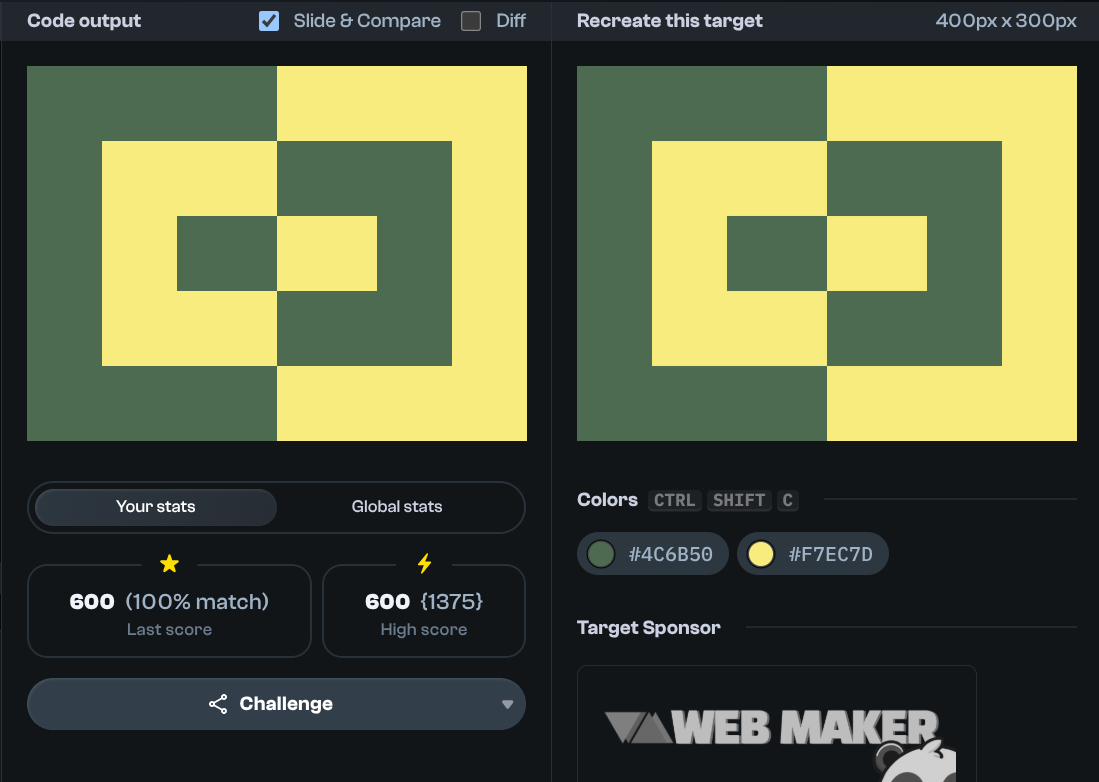 Code output
Slide & Compare
Diff
Recreate this target
400px x 300px
Your stats
Global stats
600 (100% match)
Last score
600 {1375}
High score
Challenge
Colors CTRL SHIFT C
#4C6B50
#F7EC7D
Target Sponsor
WEB MAKER